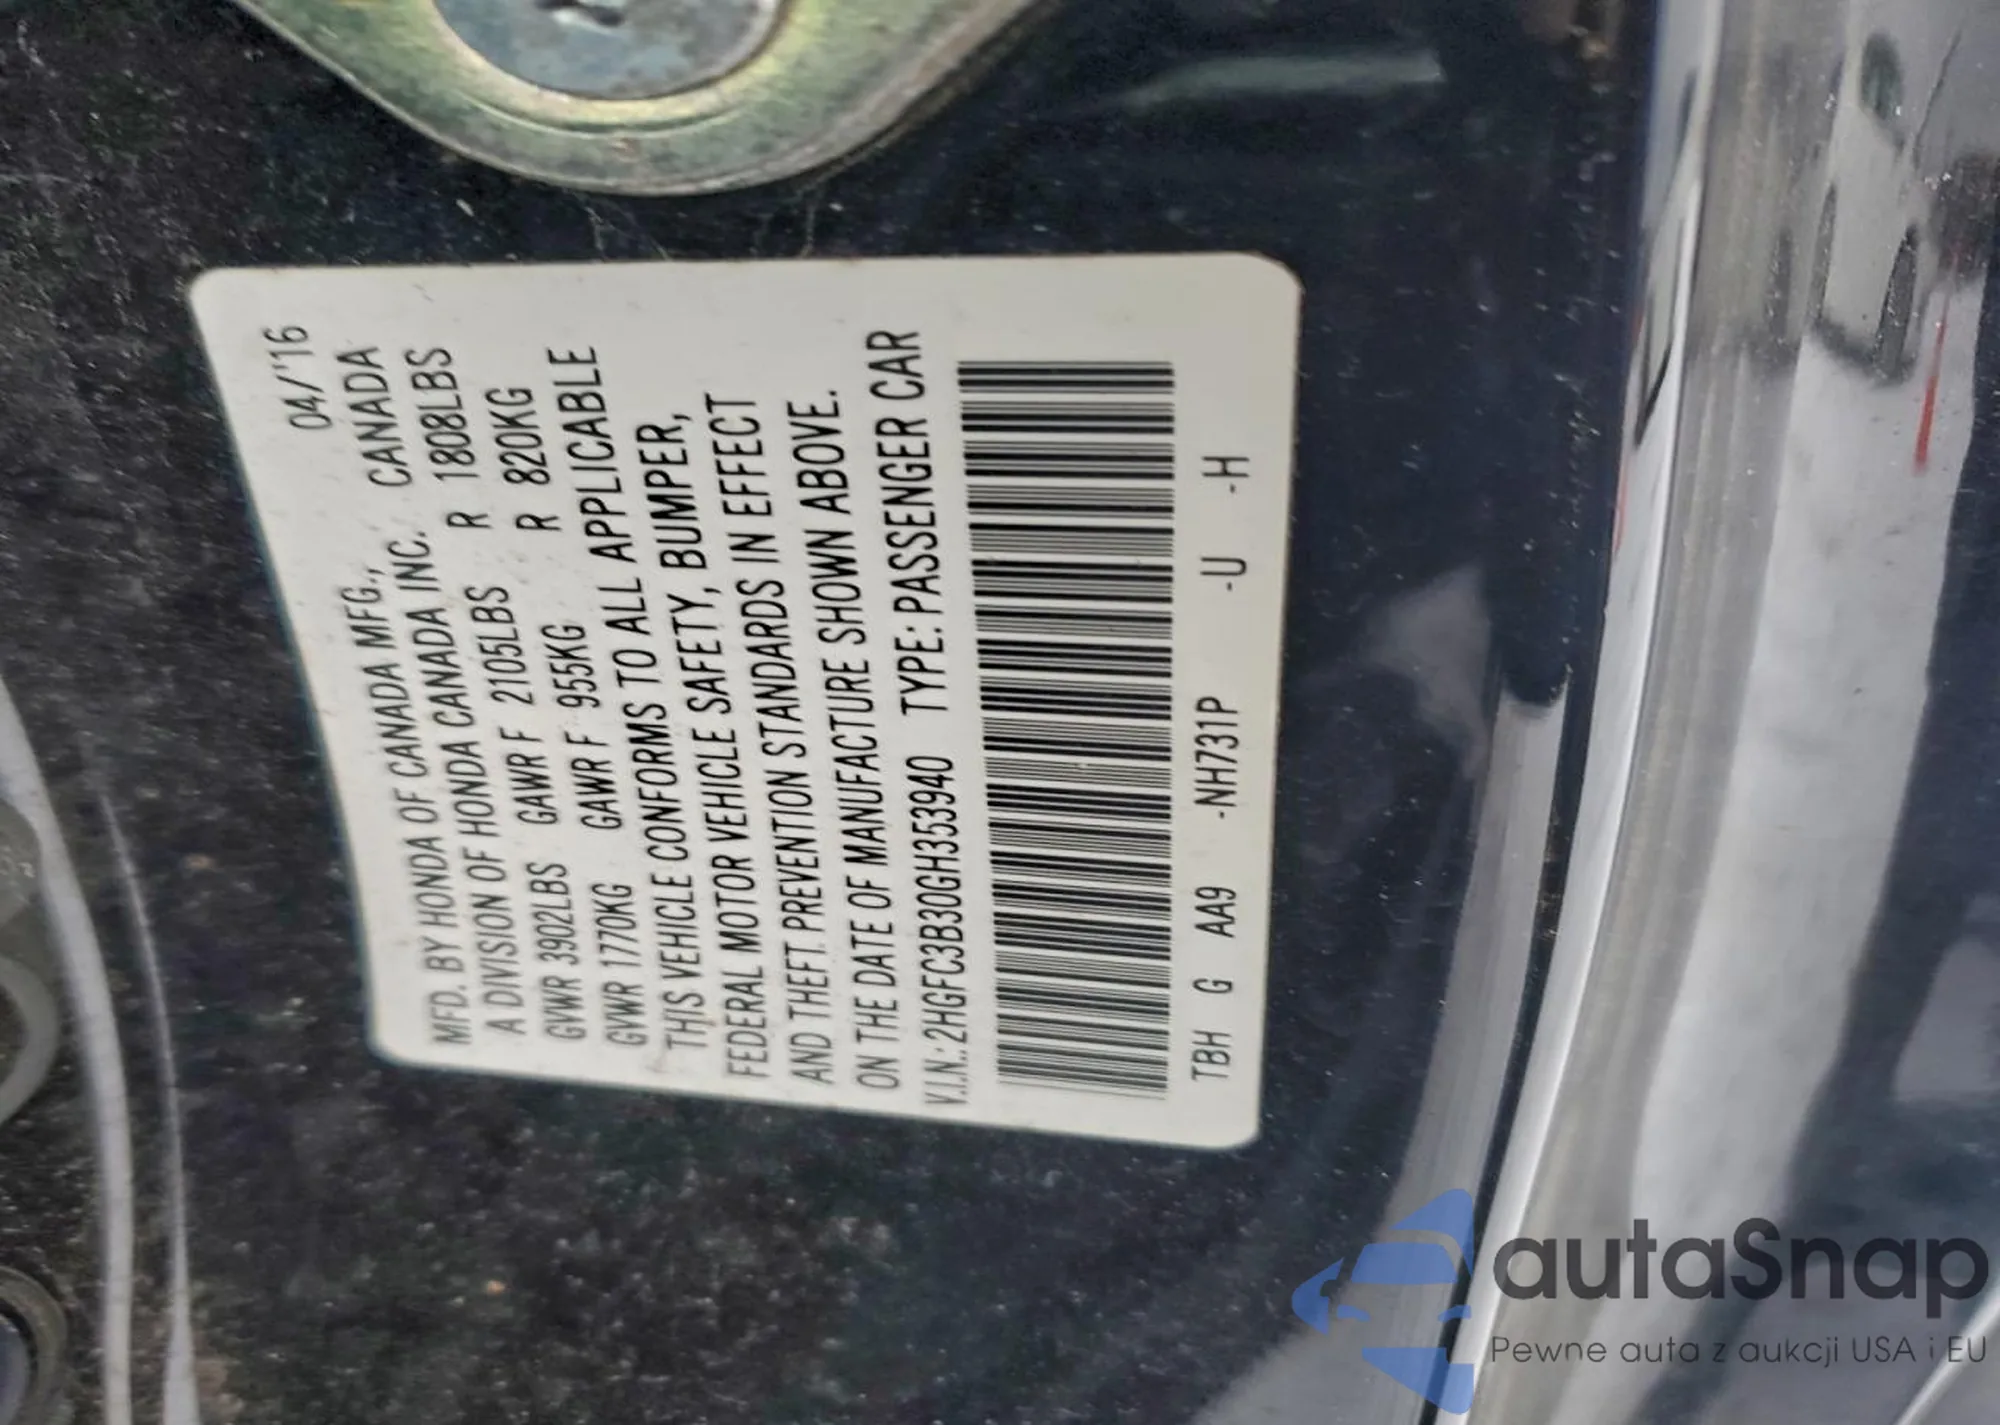 04/'16
MFD. BY HONDA OF CANADA MFG., CANADA
A DIVISION OF HONDA CANADA INC.
GVWR 3902LBS GAWR F 2105LBS R 1808LBS
GVWR 1770KG GAWR F 955KG R 820KG
THIS VEHICLE CONFORMS TO ALL APPLICABLE
FEDERAL MOTOR VEHICLE SAFETY, BUMPER,
AND THEFT PREVENTION STANDARDS IN EFFECT
ON THE DATE OF MANUFACTURE SHOWN ABOVE.
V.I.N.:2HGFC3B30GH353940 TYPE: PASSENGER CAR
TBH G AA9 -NH731P -U -H
autaSnap
Pewne auta z aukcji USA i EU